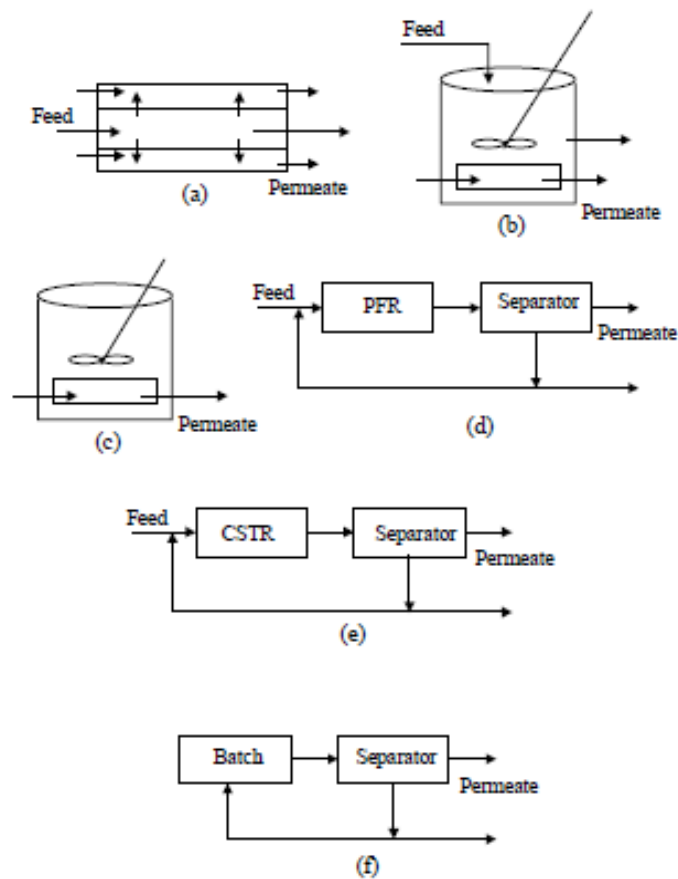 Feed
Feed
Permeate
(a)
Permeate
(b)
Permeate
(c)
Feed
PFR
Separator
Permeate
(d)
Feed
CSTR
Separator
Permeate
(e)
Batch
Separator
Permeate
(f)